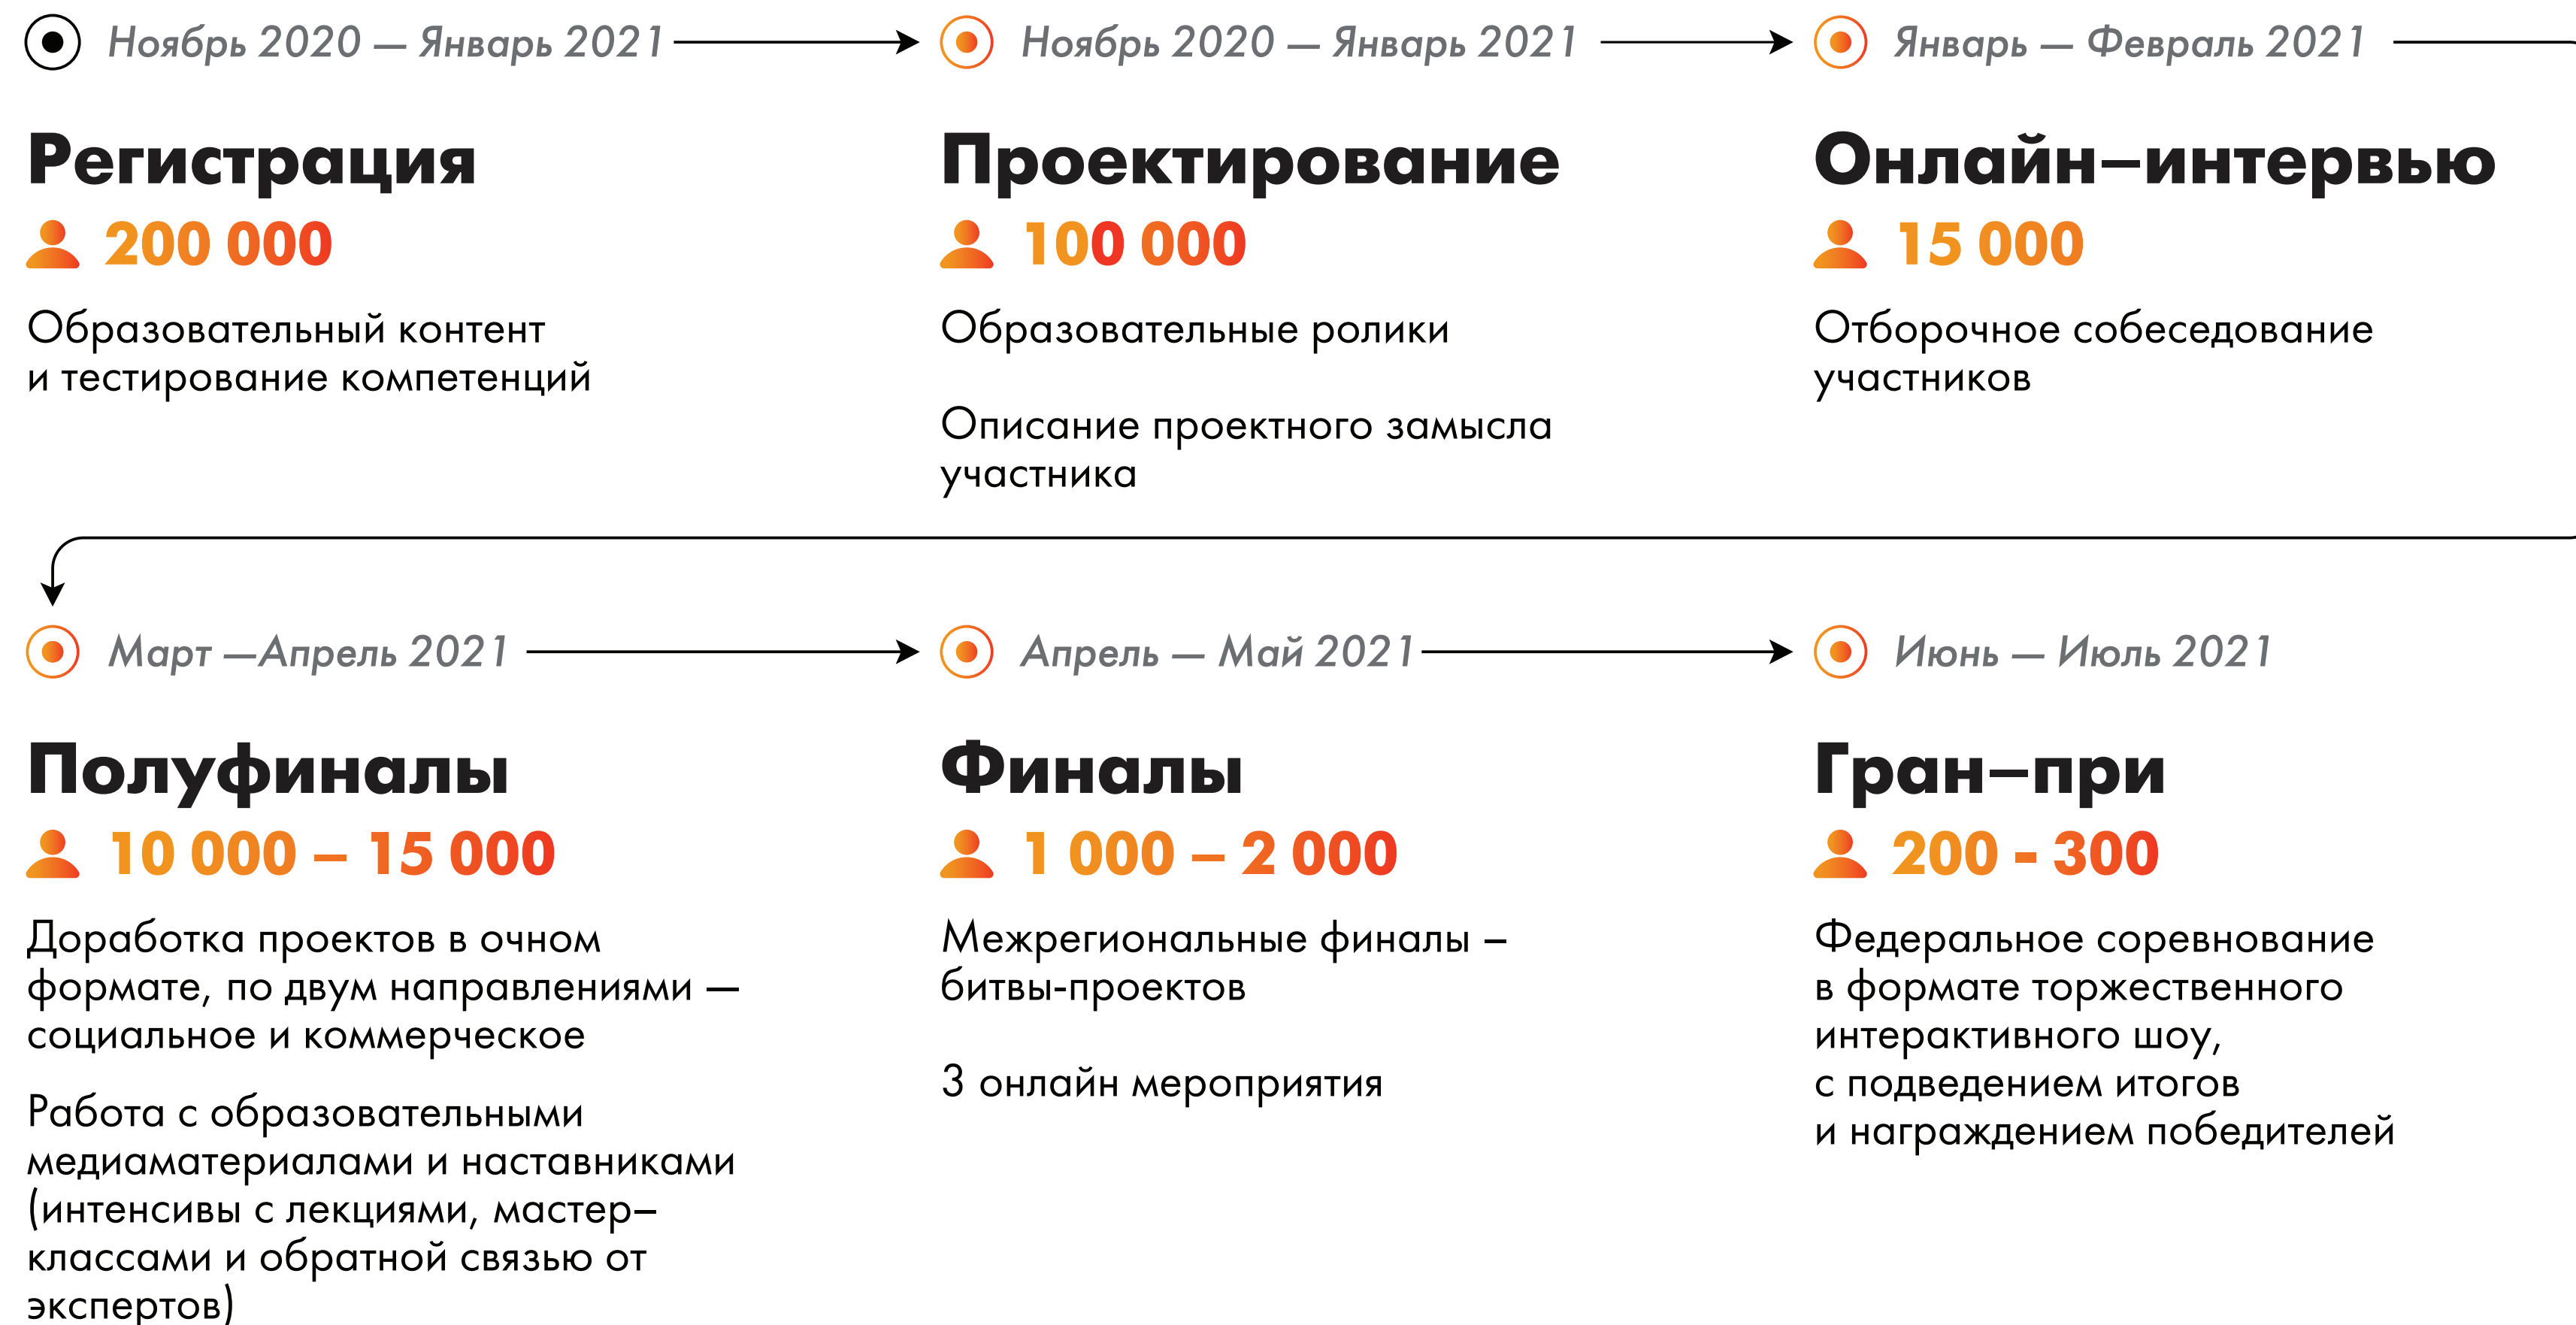 Ноябрь 2020 — Январь 2021
Регистрация
200 000
Образовательный контент
и тестирование компетенций
Ноябрь 2020 — Январь 2021
Проектирование
100 000
Образовательные ролики
Описание проектного замысла
участника
Январь — Февраль 2021
Онлайн–интервью
15 000
Отборочное собеседование
участников
Март —Апрель 2021
Полуфиналы
10 000 – 15 000
Доработка проектов в очном
формате, по двум направлениями —
социальное и коммерческое
Работа с образовательными
медиаматериалами и наставниками
(интенсивы с лекциями, мастер–
классами и обратной связью от
экспертов)
Апрель — Май 2021
Финалы
1 000 – 2 000
Межрегиональные финалы –
битвы-проектов
3 онлайн мероприятия
Июнь — Июль 2021
Гран–при
200 - 300
Федеральное соревнование
в формате торжественного
интерактивного шоу,
с подведением итогов
и награждением победителей